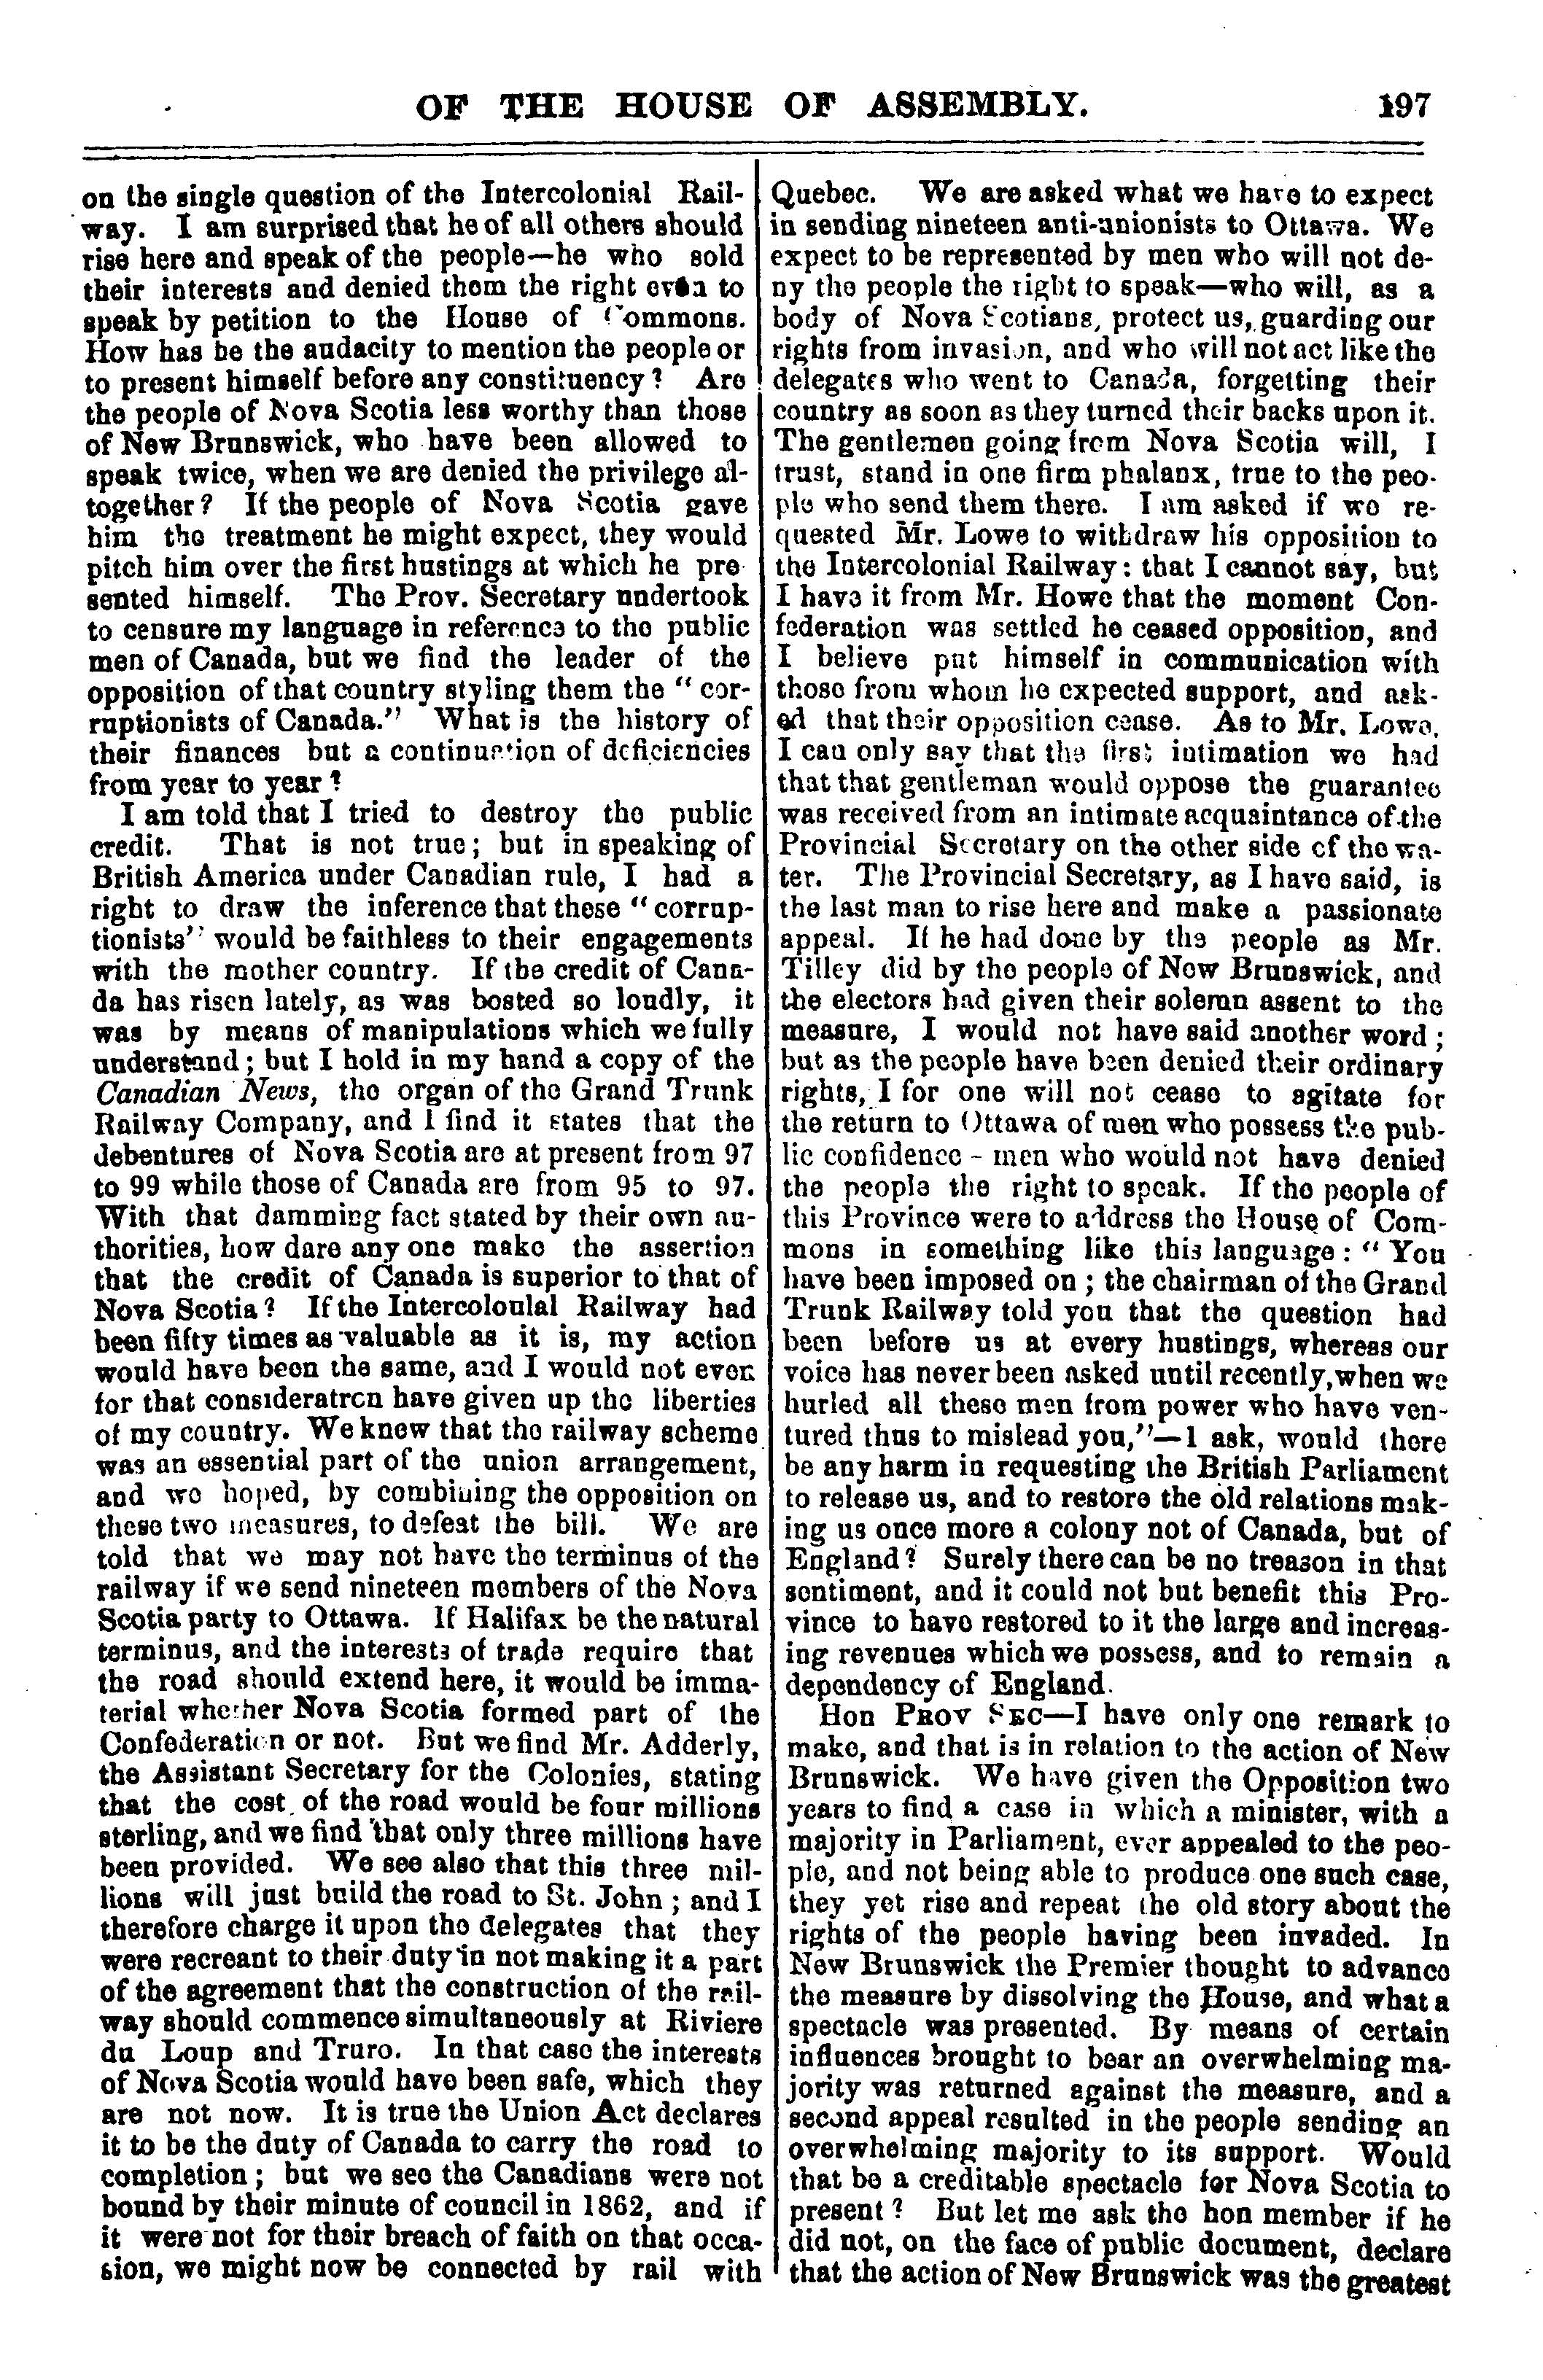 OF THE HOUSE OF ASSEMBLY. 197
on the single question of the Intercolonial Rail-
way. I am surprised that he of all others should
rise here and speak of the people—he who sold
their interests and denied them the right even to
speak by petition to the House of Commons.
How has he the audacity to mention the people or
to present himself before any constituency? Are
the people of Nova Scotia less worthy than those
of New Brunswick, who have been allowed to
speak twice, when we are denied the privilege al-
together? If the people of Nova Scotia gave
him the treatment he might expect, they would
pitch him over the first hustings at which he pre-
sented himself. The Prov. Secretary undertook
to censure my language in reference to the public
men of Canada, but we find the leader of the
opposition of that country styling them the "cor-
ruptionists of Canada." What is the history of
their finances but a continuation of deficiencies
from year to year?
I am told that I tried to destroy the public
credit. That is not true; but in speaking of
British America under Canadian rule, I had a
right to draw the inference that these "corrup-
tionists" would be faithless to their engagements
with the mother country. If the credit of Cana-
da has risen lately, as was bosted so loudly, it
was by means of manipulations which we fully
understand; but I hold in my hand a copy of the
Canadian News, the organ of the Grand Trunk
Railway Company, and I find it states that the
debentures of Nova Scotia are at present from 97
to 99 while those of Canada are from 95 to 97.
With that damming fact stated by their own au-
thorities, how dare any one make the assertion
that the credit of Canada is superior to that of
Nova Scotia? If the Intercoloulal Railway had
been fifty times as valuable as it is, my action
would have been the same, and I would not even
for that consideratrcn have given up the liberties
of my country. We knew that the railway scheme
was an essential part of the union arrangement,
and we hoped, by combining the opposition on
these two measures, to defeat the bill. We are
told that we may not have the terminus of the
railway if we send nineteen members of the Nova
Scotia party to Ottawa. If Halifax be the natural
terminus, and the interests of trade require that
the road should extend here, it would be imma-
terial whether Nova Scotia formed part of the
Confederation or not. But we find Mr. Adderly,
the Assistant Secretary for the Colonies, stating
that the cost of the road would be four millions
sterling, and we find that only three millions have
been provided. We see also that this three mil-
lions will just build the road to St. John; and I
therefore charge it upon the delegates that they
were recreant to their duty in not making it a part
of the agreement that the construction of the rail-
way should commence simultaneously at Riviere
du Loup and Truro. In that case the interests
of Nova Scotia would have been safe, which they
are not now. It is true the Union Act declares
it to be the duty of Canada to carry the road to
completion; but we see the Canadians were not
bound by their minute of council in 1862, and if
it were not for their breach of faith on that occa-
sion, we might now be connected by rail with
Quebec. We are asked what we have to expect
in sending nineteen anti-unionists to Ottawa. We
expect to be represented by men who will not de-
ny the people the right to speak—who will, as a
body of Nova Scotians, protect us, guarding our
rights from invasion, and who will not act like the
delegates who went to Canada, forgetting their
country as soon as they turned their backs upon it.
The gentlemen going from Nova Scotia will, I
trust, stand in one firm phalanx, true to the peo-
ple who send them there. I am asked if we re-
quested Mr. Lowe to withdraw his opposition to
the Intercolonial Railway: that I cannot say, but
I have it from Mr. Howe that the moment Con-
federation was settled he ceased opposition, and
I believe put himself in communication with
those from whom he expected support, and ask-
ed that their opposition cease. As to Mr. Lowe,
I can only say that the first intimation we had
that that gentleman would oppose the guarantee
was received from an intimate acquaintance of the
Provincial Secretary on the other side of the wa-
ter. The Provincial Secretary, as I have said, is
the last man to rise here and make a passionate
appeal. If he had done by the people as Mr.
Tilley did by the people of New Brunswick, and
the electors had given their solemn assent to the
measure, I would not have said another word;
but as the people have been denied their ordinary
rights, I for one will not cease to agitate for
the return to Ottawa of men who possess the pub-
lic confidence - men who would not have denied
the people the right to speak. If the people of
this Province were to address the House of Com-
mons in something like this language: "You
have been imposed on; the chairman of the Grand
Trunk Railway told you that the question had
been before us at every hustings, whereas our
voice has never been asked until recently, when we
hurled all these men from power who have ven-
tured thus to mislead you,"—I ask, would there
be any harm in requesting the British Parliament
to release us, and to restore the old relations mak-
ing us once more a colony not of Canada, but of
England? Surely there can be no treason in that
sentiment, and it could not but benefit this Pro-
vince to have restored to it the large and increas-
ing revenues which we possess, and to remain a
dependency of England.
Hon PROV SEC—I have only one remark to
make, and that is in relation to the action of New
Brunswick. We have given the Opposition two
years to find a case in which a minister, with a
majority in Parliament, ever appealed to the peo-
ple, and not being able to produce one such case,
they yet rise and repeat the old story about the
rights of the people having been invaded. In
New Brunswick the Premier thought to advance
the measure by dissolving the House, and what a
spectacle was presented. By means of certain
influences brought to bear an overwhelming ma-
jority was returned against the measure, and a
second appeal resulted in the people sending an
overwhelming majority to its support. Would
that be a creditable spectacle for Nova Scotia to
present? But let me ask the hon member if he
did not, on the face of public document, declare
that the action of New Brunswick was the greatest